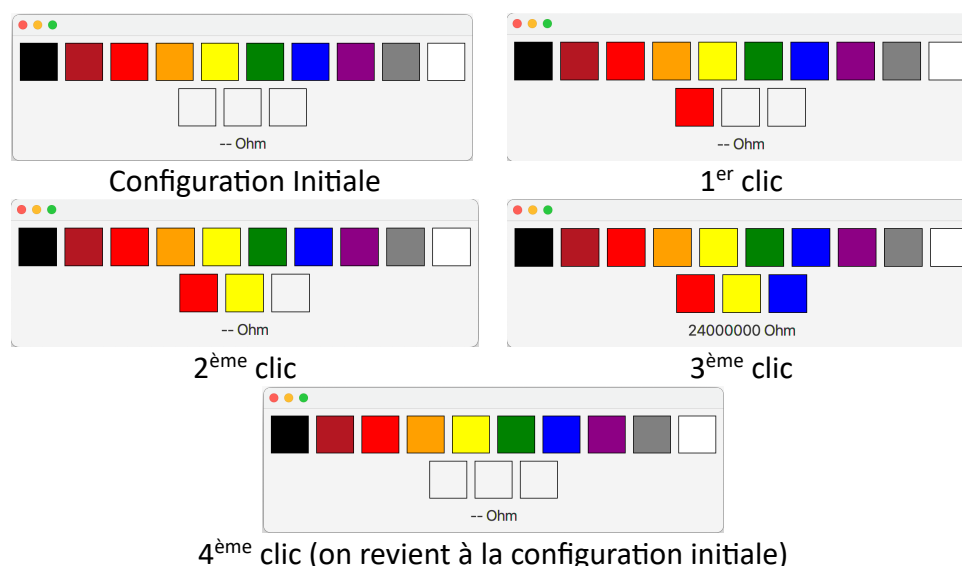 -- Ohm
Configuration Initiale
-- Ohm
1er clic
-- Ohm
2ème clic
24000000 Ohm
3ème clic
-- Ohm
4ème clic (on revient à la configuration initiale)